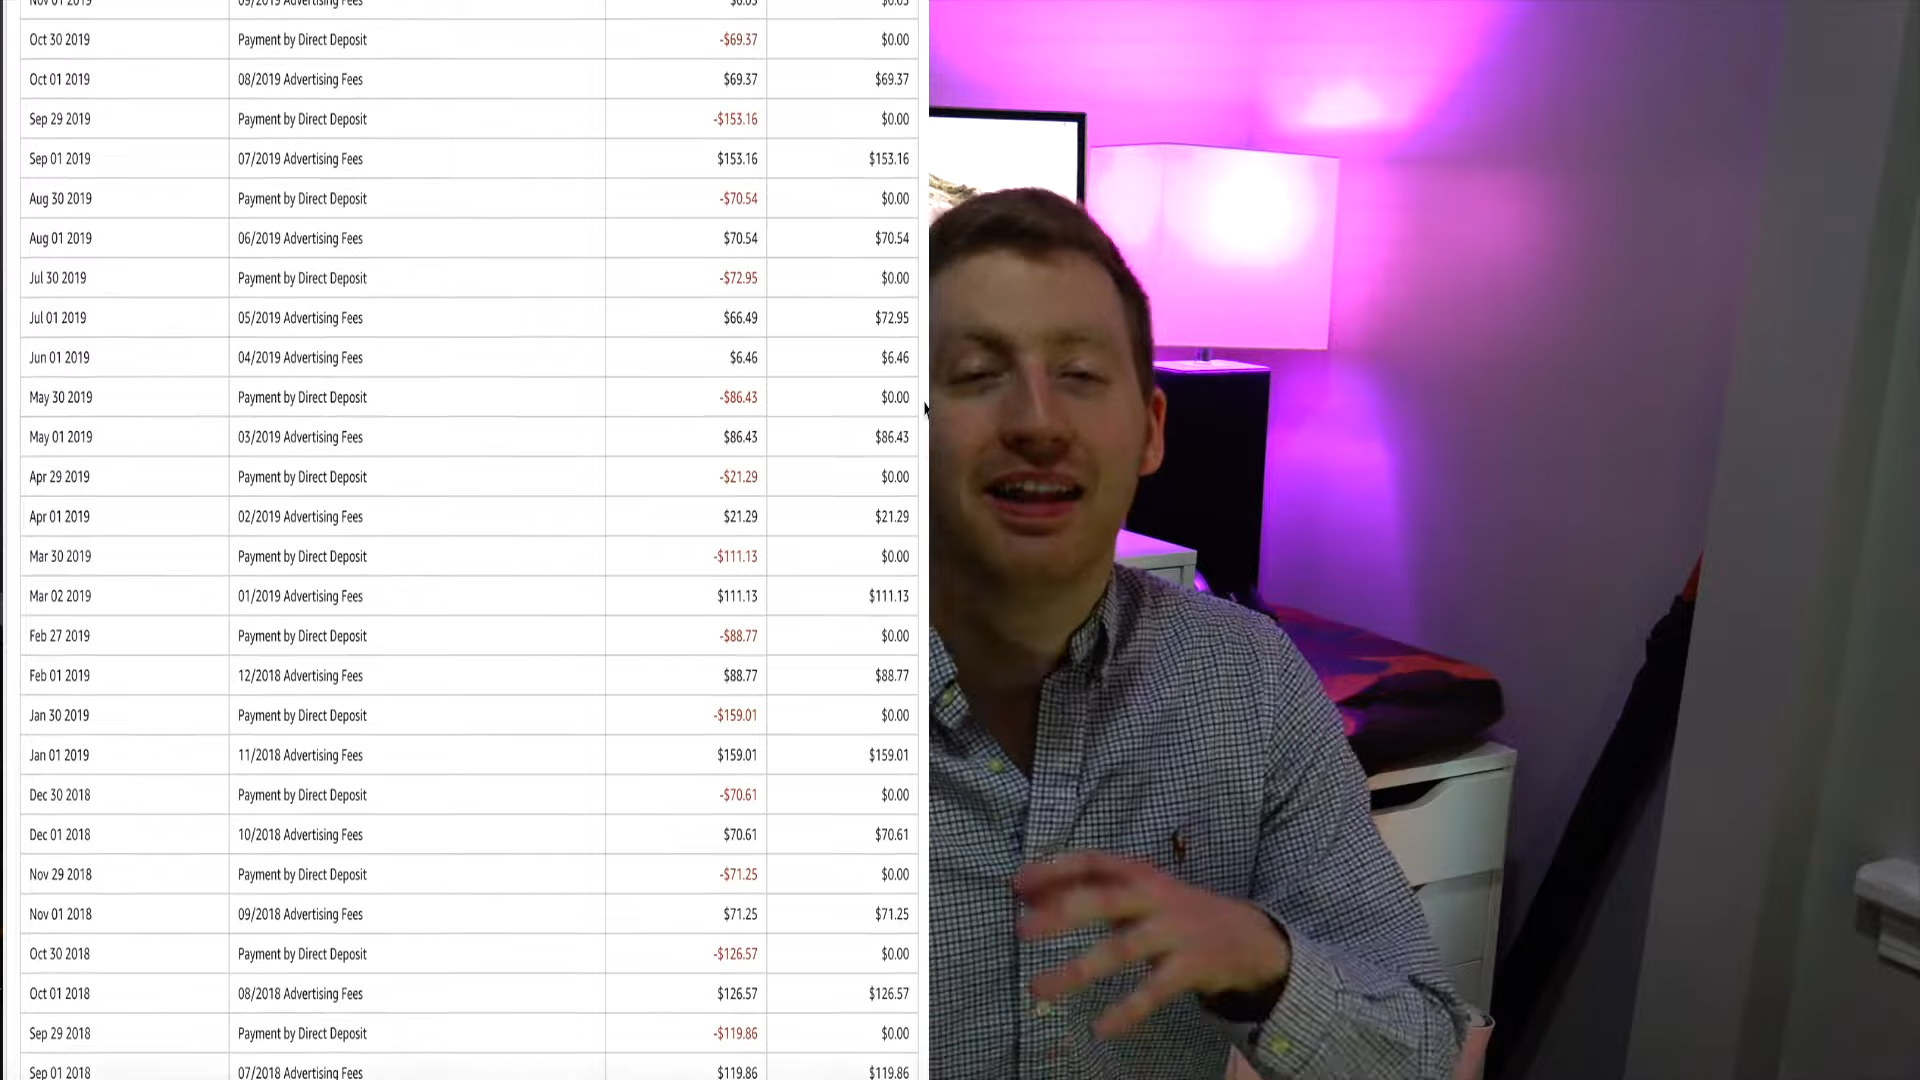 Nov 01 2019 09/2019 Advertising Fees $6.03 $6.03
Oct 30 2019 Payment by Direct Deposit -$69.37 $0.00
Oct 01 2019 08/2019 Advertising Fees $69.37 $69.37
Sep 29 2019 Payment by Direct Deposit -$153.16 $0.00
Sep 01 2019 07/2019 Advertising Fees $153.16 $153.16
Aug 30 2019 Payment by Direct Deposit -$70.54 $0.00
Aug 01 2019 06/2019 Advertising Fees $70.54 $70.54
Jul 30 2019 Payment by Direct Deposit -$72.95 $0.00
Jul 01 2019 05/2019 Advertising Fees $66.49 $72.95
Jun 01 2019 04/2019 Advertising Fees $6.46 $6.46
May 30 2019 Payment by Direct Deposit -$86.43 $0.00
May 01 2019 03/2019 Advertising Fees $86.43 $86.43
Apr 29 2019 Payment by Direct Deposit -$21.29 $0.00
Apr 01 2019 02/2019 Advertising Fees $21.29 $21.29
Mar 30 2019 Payment by Direct Deposit -$111.13 $0.00
Mar 02 2019 01/2019 Advertising Fees $111.13 $111.13
Feb 27 2019 Payment by Direct Deposit -$88.77 $0.00
Feb 01 2019 12/2018 Advertising Fees $88.77 $88.77
Jan 30 2019 Payment by Direct Deposit -$159.01 $0.00
Jan 01 2019 11/2018 Advertising Fees $159.01 $159.01
Dec 30 2018 Payment by Direct Deposit -$70.61 $0.00
Dec 01 2018 10/2018 Advertising Fees $70.61 $70.61
Nov 29 2018 Payment by Direct Deposit -$71.25 $0.00
Nov 01 2018 09/2018 Advertising Fees $71.25 $71.25
Oct 30 2018 Payment by Direct Deposit -$126.57 $0.00
Oct 01 2018 08/2018 Advertising Fees $126.57 $126.57
Sep 29 2018 Payment by Direct Deposit -$119.86 $0.00
Sep 01 2018 07/2018 Advertising Fees $119.86 $119.86